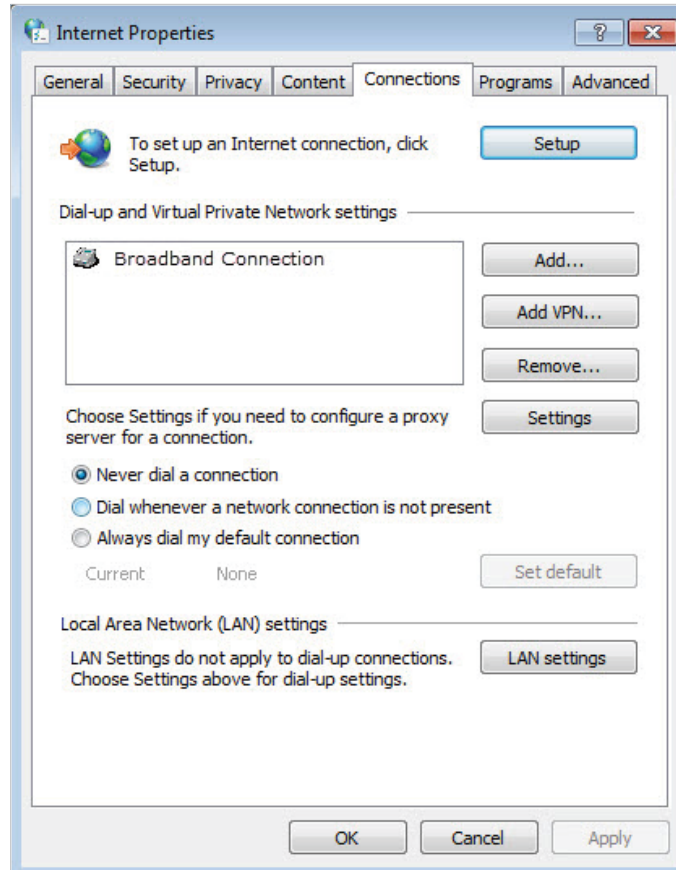 Internet Properties
General Security Privacy Content Connections Programs Advanced
To set up an Internet connection, click
Setup.
Setup
Dial-up and Virtual Private Network settings
Broadband Connection
Add...
Add VPN...
Remove...
Choose Settings if you need to configure a proxy
server for a connection.
Settings
Never dial a connection
Dial whenever a network connection is not present
Always dial my default connection
Current None
Set default
Local Area Network (LAN) settings
LAN Settings do not apply to dial-up connections.
Choose Settings above for dial-up settings.
LAN settings
OK Cancel Apply